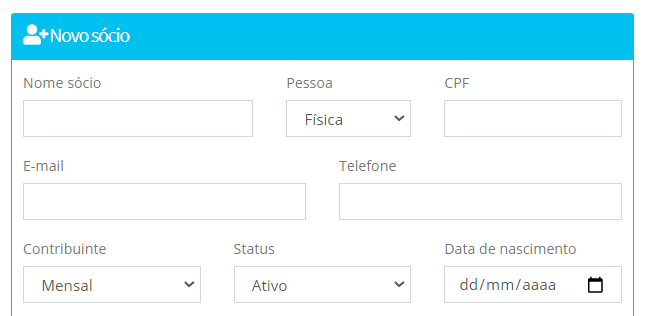 Novo sócio
Nome sócio Pessoa CPF
Física
E-mail Telefone
Contribuinte Status Data de nascimento
Mensal Ativo dd/mm/aaaa